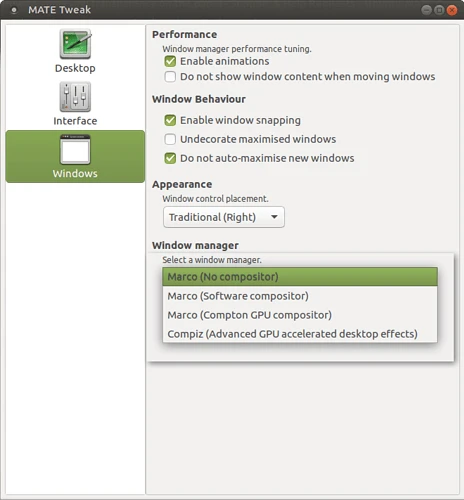 MATE Tweak
Desktop
Interface
Windows
Performance
Window manager performance tuning.
Enable animations
Do not show window content when moving windows
Window Behaviour
Enable window snapping
Undecorate maximised windows
Do not auto-maximise new windows
Appearance
Window control placement.
Traditional (Right)
Window manager
Select a window manager.
Marco (No compositor)
Marco (Software compositor)
Marco (Compton GPU compositor)
Compiz (Advanced GPU accelerated desktop effects)